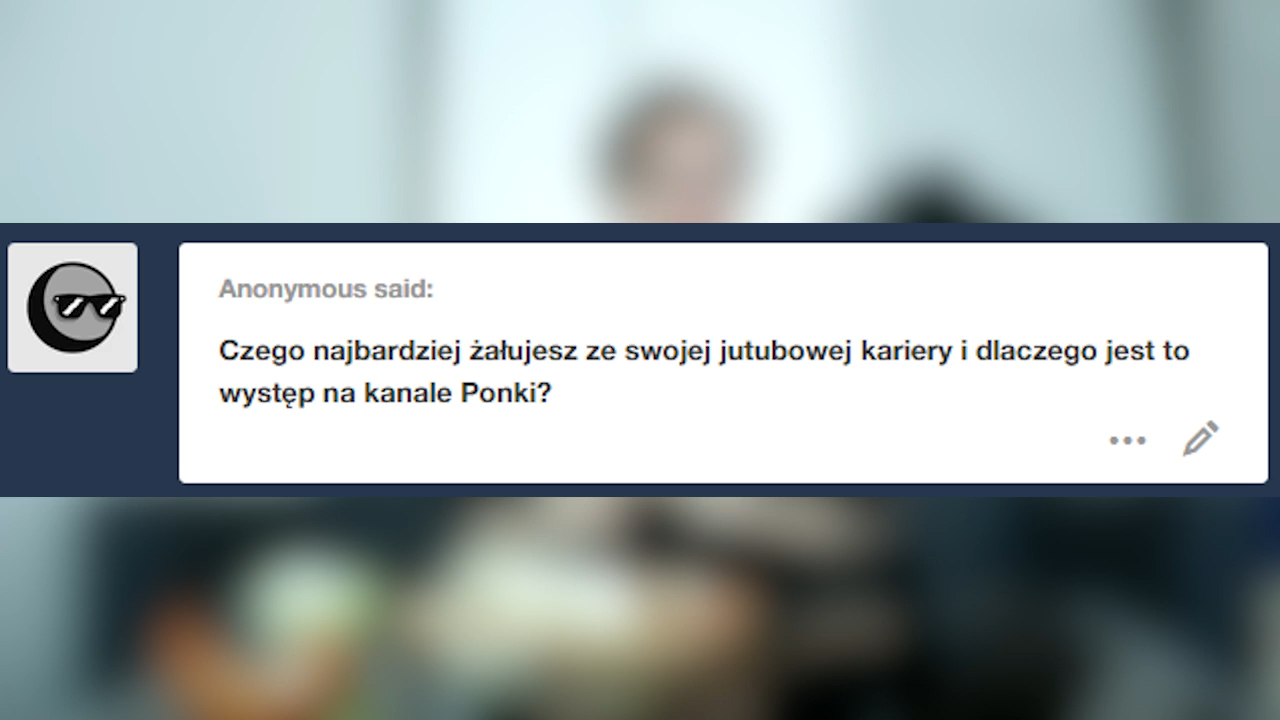 Anonymous said:
Czego najbardziej żałujesz ze swojej jutubowej kariery i dlaczego jest to
występ na kanale Ponki?